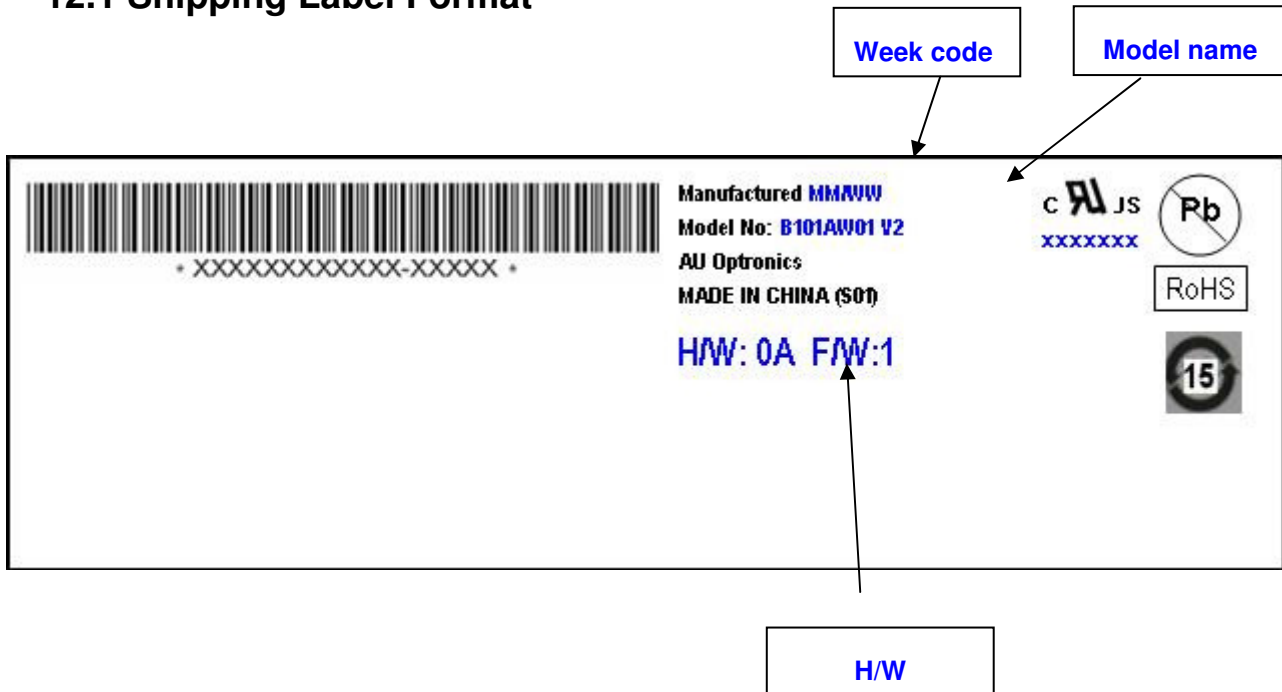 12.1 Shipping Label Format
Week code
Model name
Manufactured MM/WW
Model No: B101AW01 V2
AU Optronics
MADE IN CHINA (S01)
H/W: 0A F/W:1
* XXXXXXXXXXXX-XXXXX *
C RU US
XXXXXXX
Pb
RoHS
15
H/W